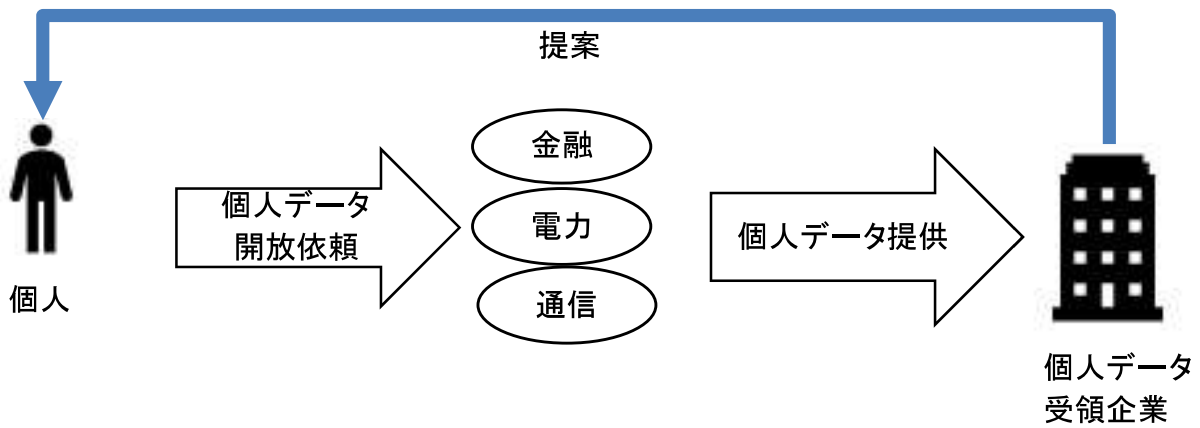 提案
金融
個人データ
開放依頼
電力
個人データ提供
通信
個人
個人データ
受領企業